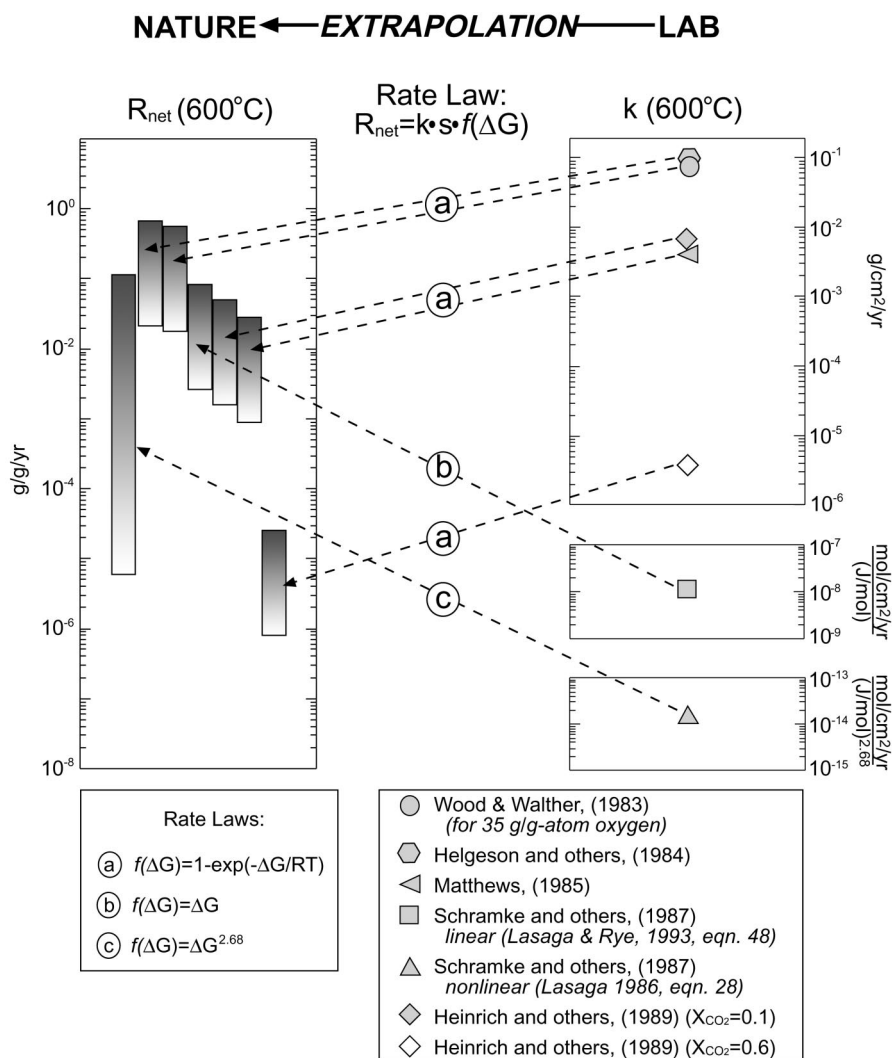 NATURE EXTRAPOLATION LAB
Rnet (600°C)
Rate Law:
Rnet=k•s•f(ΔG)
k (600°C)
10^0
10^-2
10^-4
10^-6
10^-8
g/g/yr
a
a
b
a
c
10^-1
10^-2
10^-3
10^-4
10^-5
10^-6
g/cm²/yr
10^-7
10^-8
10^-9
mol/cm²/yr
(J/mol)
10^-13
10^-14
10^-15
mol/cm²/yr
(J/mol)^2.68
Rate Laws:
a f(ΔG)=1-exp(-ΔG/RT)
b f(ΔG)=ΔG
c f(ΔG)=ΔG^2.68
Wood & Walther, (1983)
(for 35 g/g-atom oxygen)
Helgeson and others, (1984)
Matthews, (1985)
Schramke and others, (1987)
linear (Lasaga & Rye, 1993, eqn. 48)
Schramke and others, (1987)
nonlinear (Lasaga 1986, eqn. 28)
Heinrich and others, (1989) (XCO2=0.1)
Heinrich and others, (1989) (XCO2=0.6)